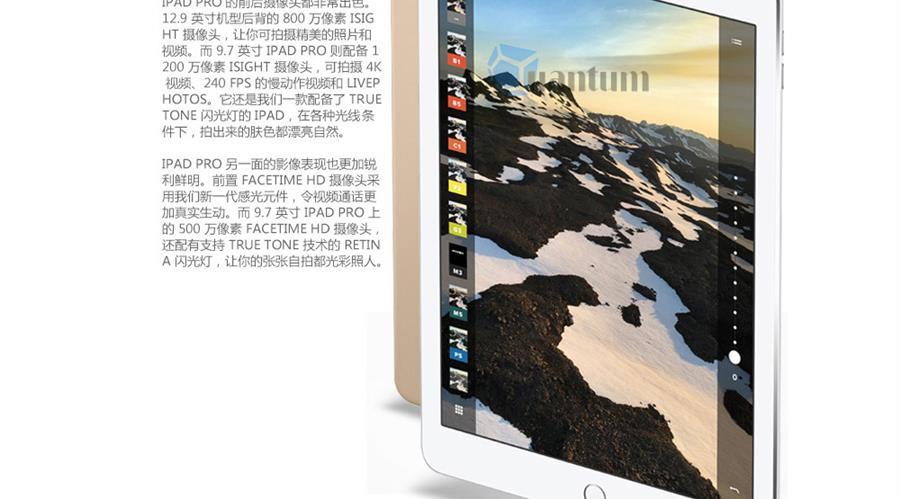 IPAD PRO 的前后摄像头都非常出色。
12.9 英寸机型后背的 800 万像素 ISIG
HT 摄像头，让你可拍摄精美的照片和
视频。而 9.7 英寸 IPAD PRO 则配备 1
200 万像素 ISIGHT 摄像头，可拍摄 4K
视频、240 FPS 的慢动作视频和 LIVEP
HOTOS。它还是我们一款配备了 TRUE
TONE 闪光灯的 IPAD，在各种光线条
件下，拍出来的肤色都漂亮自然。
IPAD PRO 另一面的影像表现也更加锐
利鲜明。前置 FACETIME HD 摄像头采
用我们新一代感光元件，令视频通话更
加真实生动。而 9.7 英寸 IPAD PRO 上
的 500 万像素 FACETIME HD 摄像头，
还配有支持 TRUE TONE 技术的 RETIN
A 闪光灯，让你的张张自拍都光彩照人。
uantum
B1
B5
C1
G3
M3
M5
P5
0